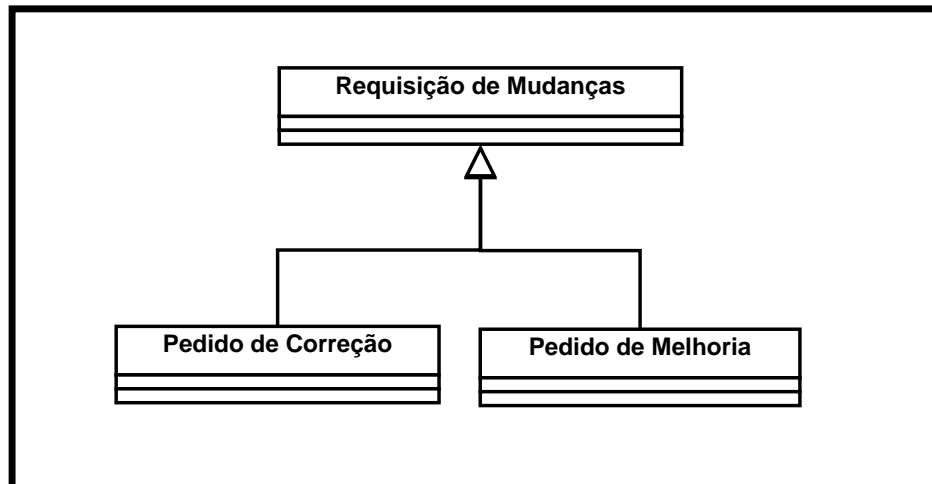 Requisição de Mudanças
Pedido de Correção
Pedido de Melhoria